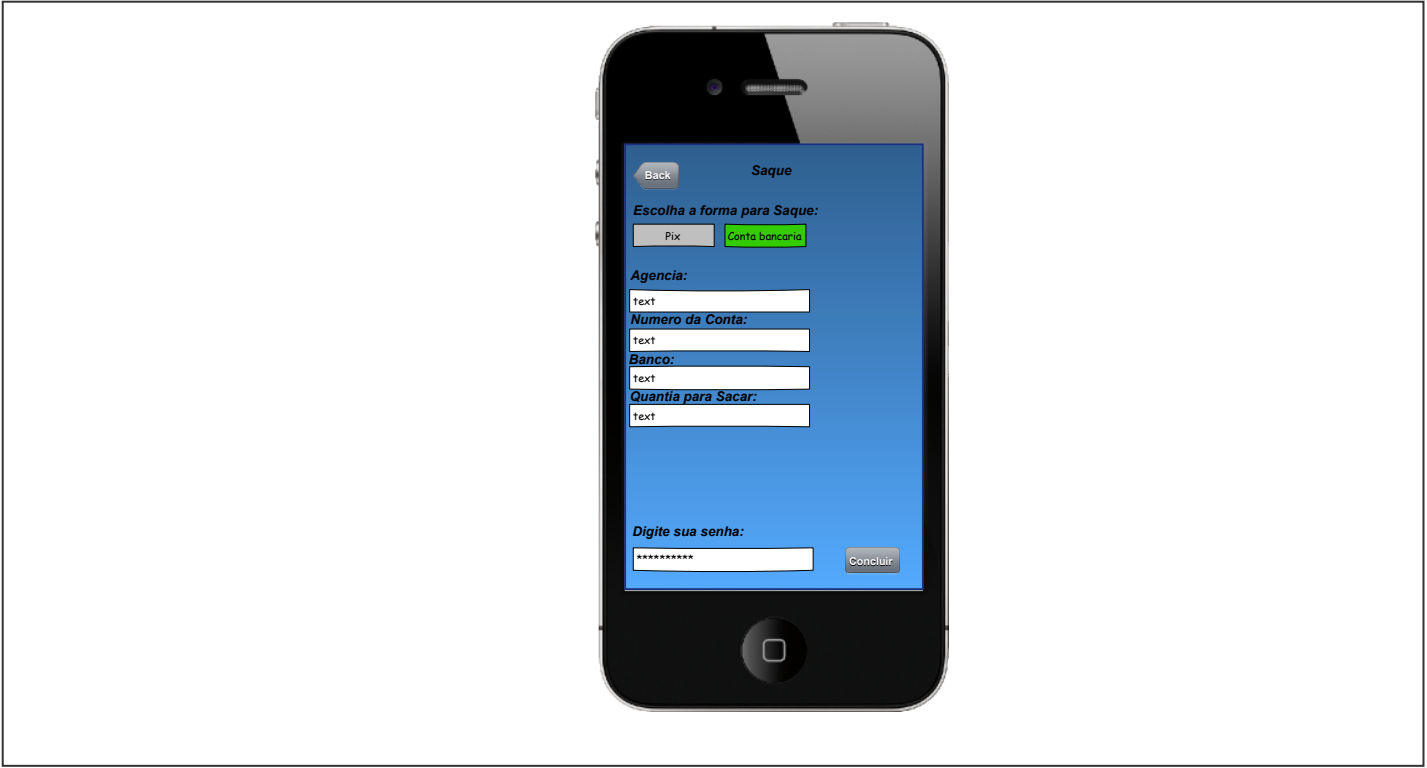 Back
Saque
Escolha a forma para Saque:
Pix
Conta bancaria
Agencia:
text
Numero da Conta:
text
Banco:
text
Quantia para Sacar:
text
Digite sua senha:
**********
Concluir